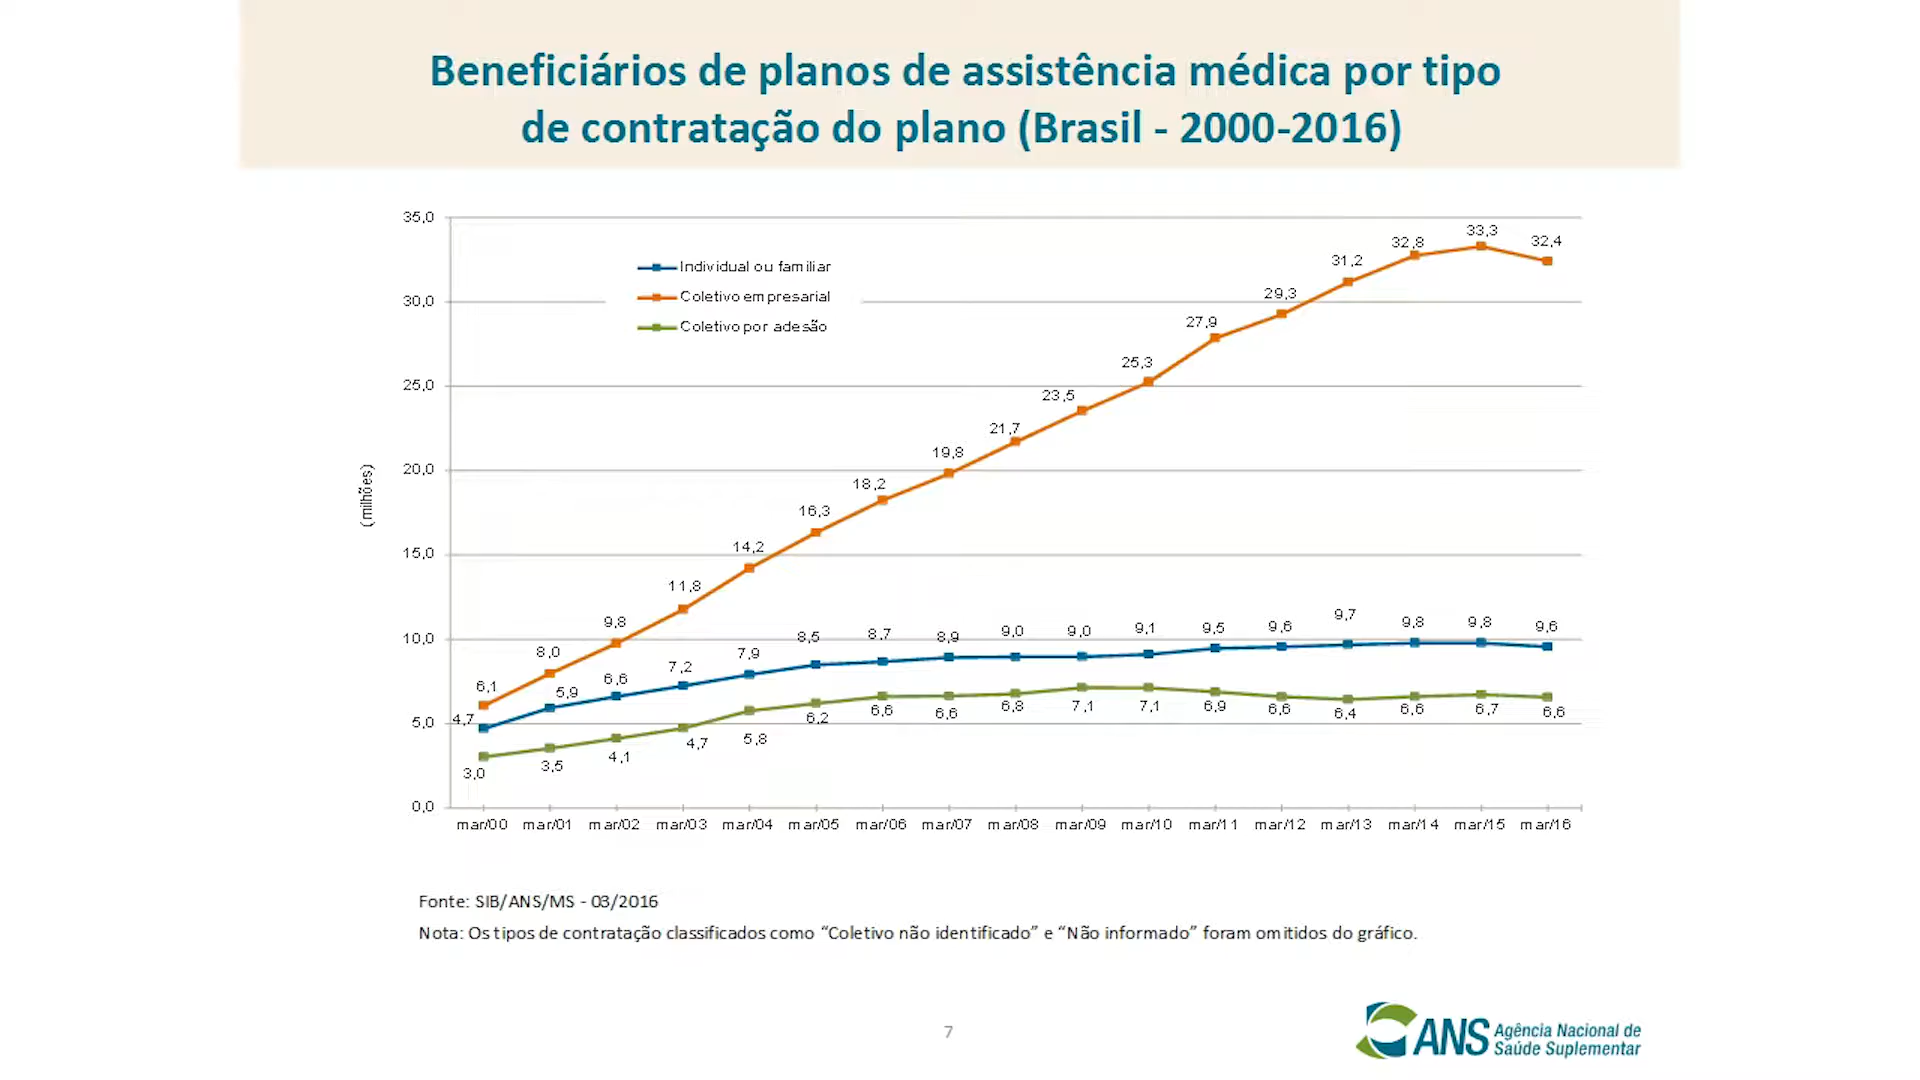 Beneficiários de planos de assistência médica por tipo
de contratação do plano (Brasil - 2000-2016)
35,0
30,0
25,0
20,0
15,0
10,0
5,0
0,0
(milhões)
Individual ou familiar
Coletivo empresarial
Coletivo por adesão
6,1 8,0 9,8 11,8 14,2 16,3 18,2 19,8 21,7 23,5 25,3 27,9 29,3 31,2 32,8 33,3 32,4
4,7 5,9 6,6 7,2 7,9 8,5 8,7 8,9 9,0 9,0 9,1 9,5 9,6 9,7 9,8 9,8 9,6
3,0 3,5 4,1 4,7 5,8 6,2 6,6 6,6 6,8 7,1 7,1 6,9 6,6 6,4 6,6 6,7 6,6
mar/00 mar/01 mar/02 mar/03 mar/04 mar/05 mar/06 mar/07 mar/08 mar/09 mar/10 mar/11 mar/12 mar/13 mar/14 mar/15 mar/16
Fonte: SIB/ANS/MS - 03/2016
Nota: Os tipos de contratação classificados como “Coletivo não identificado” e “Não informado” foram omitidos do gráfico.
7
ANS Agência Nacional de
Saúde Suplementar